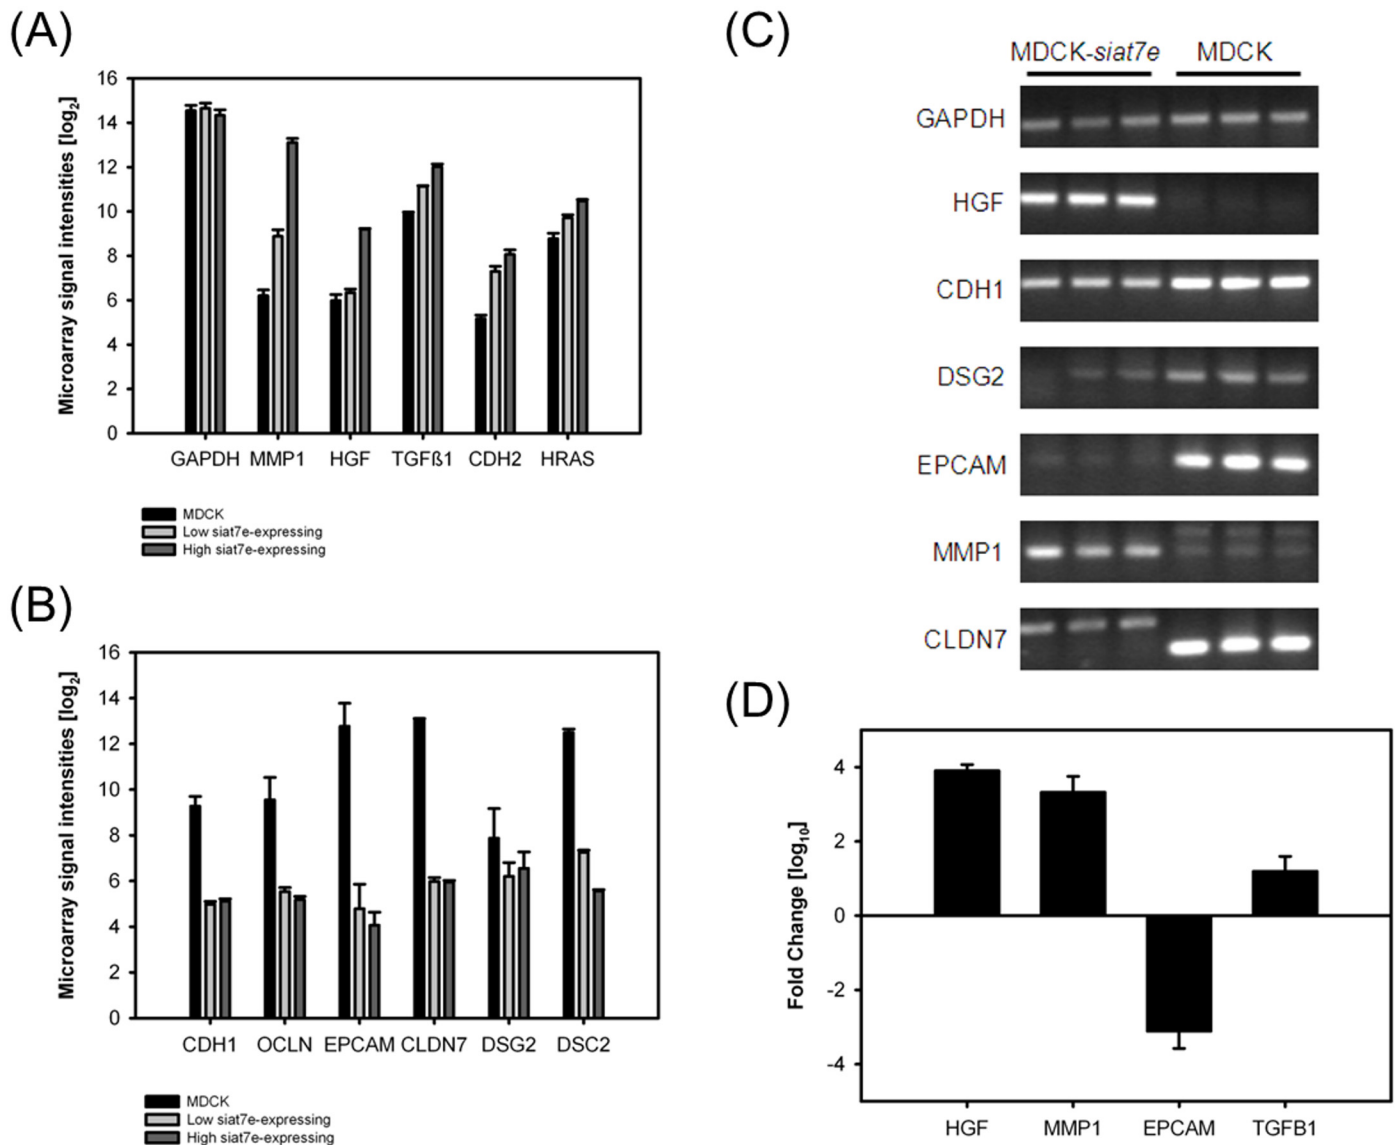 (A)
Microarray signal intensities [log2]
16
14
12
10
8
6
4
2
0
GAPDH MMP1 HGF TGFß1 CDH2 HRAS
MDCK
Low siat7e-expressing
High siat7e-expressing
(B)
Microarray signal intensities [log2]
16
14
12
10
8
6
4
2
0
CDH1 OCLN EPCAM CLDN7 DSG2 DSC2
MDCK
Low siat7e-expressing
High siat7e-expressing
(C)
MDCK-siat7e MDCK
GAPDH
HGF
CDH1
DSG2
EPCAM
MMP1
CLDN7
(D)
Fold Change [log10]
4
2
0
-2
-4
HGF MMP1 EPCAM TGFB1